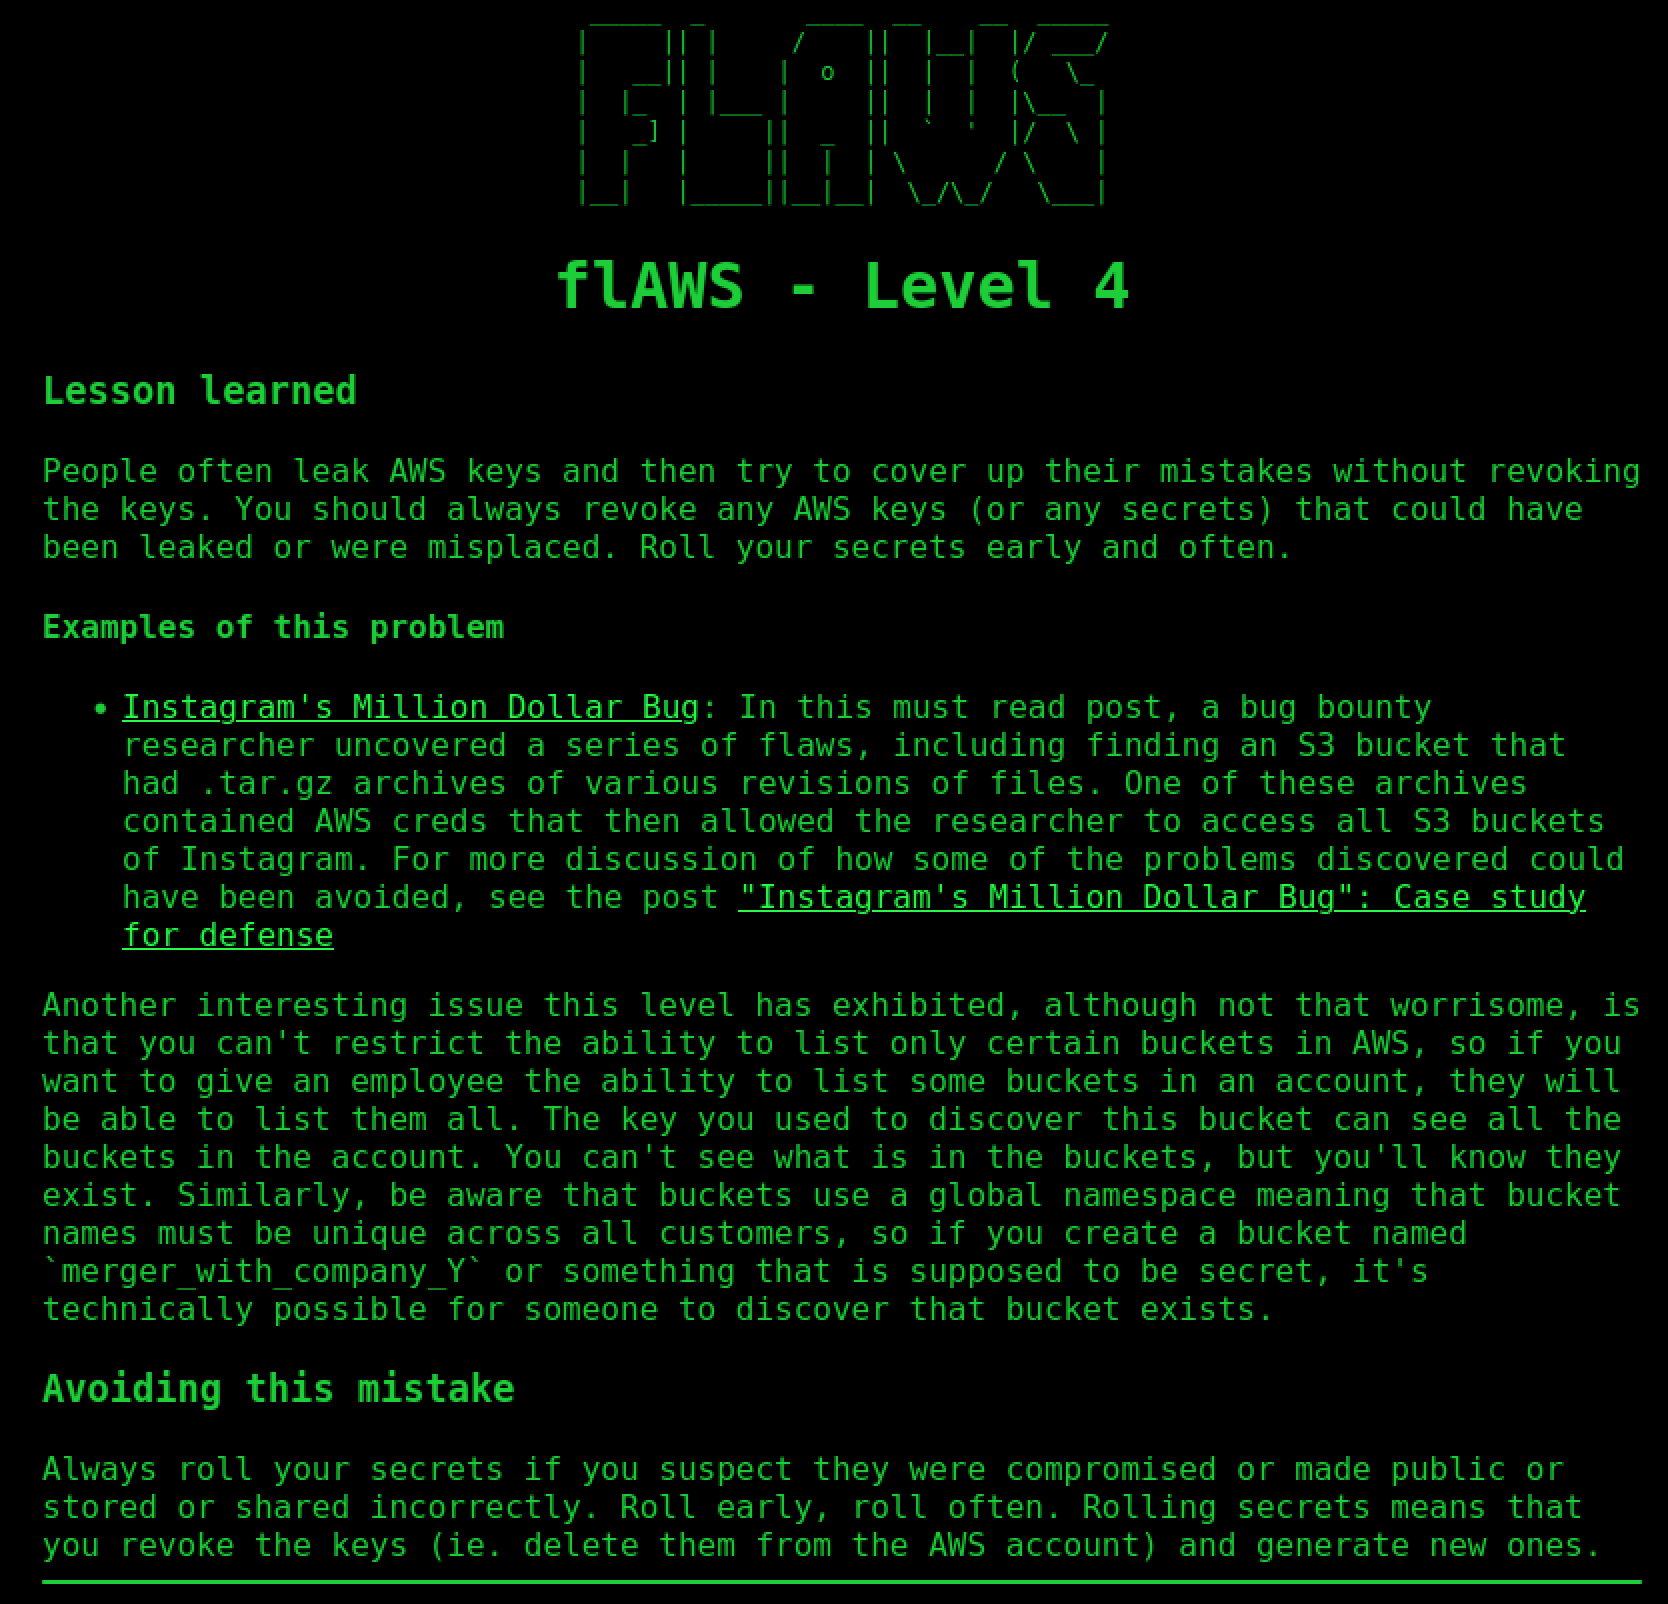 flAWS - Level 4
Lesson learned
People often leak AWS keys and then try to cover up their mistakes without revoking
the keys. You should always revoke any AWS keys (or any secrets) that could have
been leaked or were misplaced. Roll your secrets early and often.
Examples of this problem
• Instagram's Million Dollar Bug: In this must read post, a bug bounty
researcher uncovered a series of flaws, including finding an S3 bucket that
had .tar.gz archives of various revisions of files. One of these archives
contained AWS creds that then allowed the researcher to access all S3 buckets
of Instagram. For more discussion of how some of the problems discovered could
have been avoided, see the post "Instagram's Million Dollar Bug": Case study
for defense
Another interesting issue this level has exhibited, although not that worrisome, is
that you can't restrict the ability to list only certain buckets in AWS, so if you
want to give an employee the ability to list some buckets in an account, they will
be able to list them all. The key you used to discover this bucket can see all the
buckets in the account. You can't see what is in the buckets, but you'll know they
exist. Similarly, be aware that buckets use a global namespace meaning that bucket
names must be unique across all customers, so if you create a bucket named
`merger_with_company_Y` or something that is supposed to be secret, it's
technically possible for someone to discover that bucket exists.
Avoiding this mistake
Always roll your secrets if you suspect they were compromised or made public or
stored or shared incorrectly. Roll early, roll often. Rolling secrets means that
you revoke the keys (ie. delete them from the AWS account) and generate new ones.